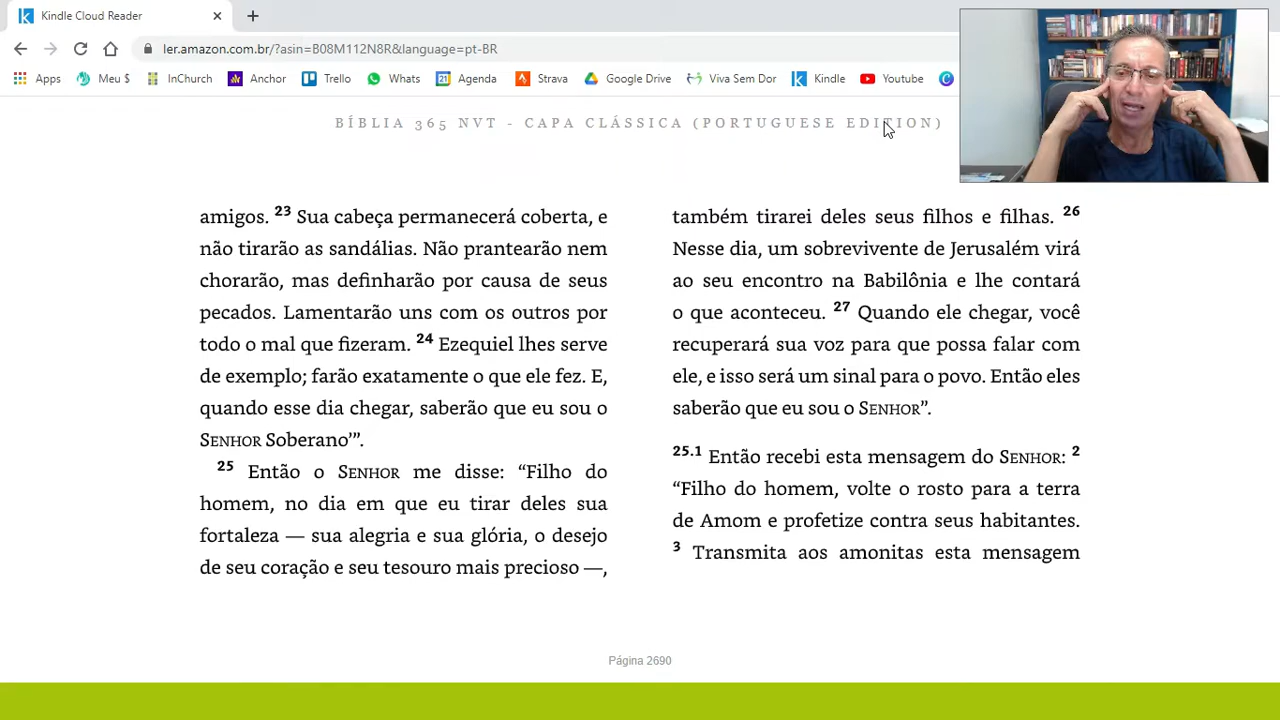 Kindle Cloud Reader
ler.amazon.com.br/?asin=B08M112N8R&language=pt-BR
Apps Meu $ InChurch Anchor Trello Whats Agenda Strava Google Drive Viva Sem Dor Kindle Youtube
BÍBLIA 365 NVT - CAPA CLÁSSICA (PORTUGUESE EDITION)
amigos. 23 Sua cabeça permanecerá coberta, e
não tirarão as sandálias. Não prantearão nem
chorarão, mas definharão por causa de seus
pecados. Lamentarão uns com os outros por
todo o mal que fizeram. 24 Ezequiel lhes serve
de exemplo; farão exatamente o que ele fez. E,
quando esse dia chegar, saberão que eu sou o
SENHOR Soberano’”.
25 Então o SENHOR me disse: “Filho do
homem, no dia em que eu tirar deles sua
fortaleza — sua alegria e sua glória, o desejo
de seu coração e seu tesouro mais precioso —,
também tirarei deles seus filhos e filhas. 26
Nesse dia, um sobrevivente de Jerusalém virá
ao seu encontro na Babilônia e lhe contará
o que aconteceu. 27 Quando ele chegar, você
recuperará sua voz para que possa falar com
ele, e isso será um sinal para o povo. Então eles
saberão que eu sou o SENHOR”.
25.1 Então recebi esta mensagem do SENHOR: 2
“Filho do homem, volte o rosto para a terra
de Amom e profetize contra seus habitantes.
3 Transmita aos amonitas esta mensagem
Página 2690